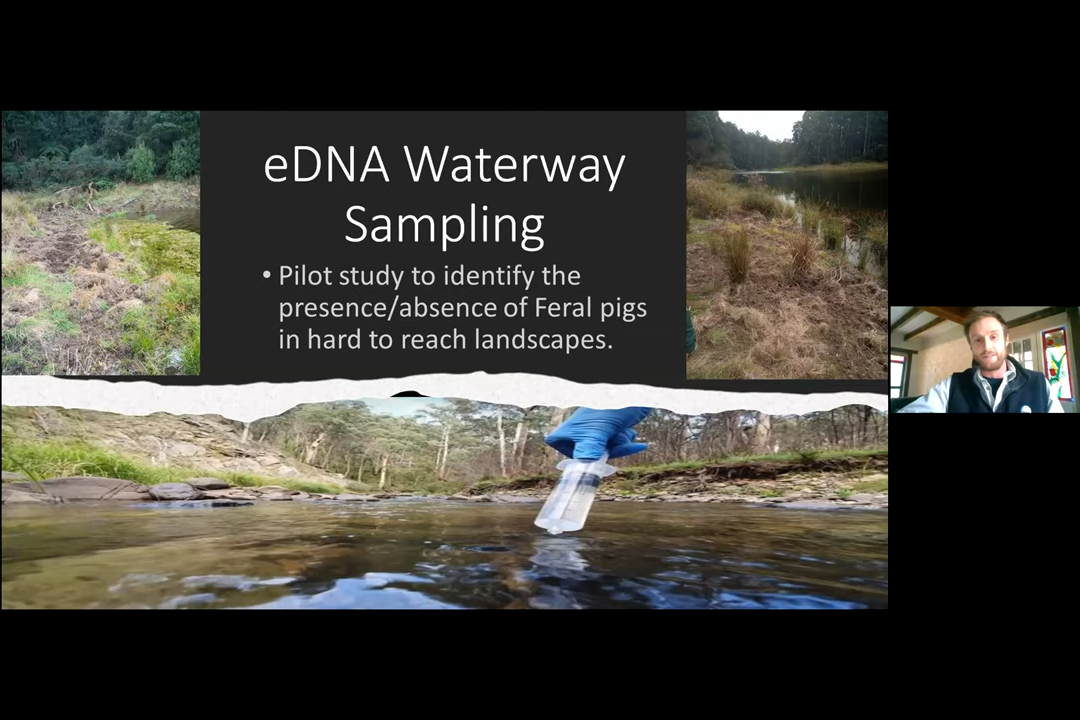 eDNA Waterway
Sampling
• Pilot study to identify the
presence/absence of Feral pigs
in hard to reach landscapes.